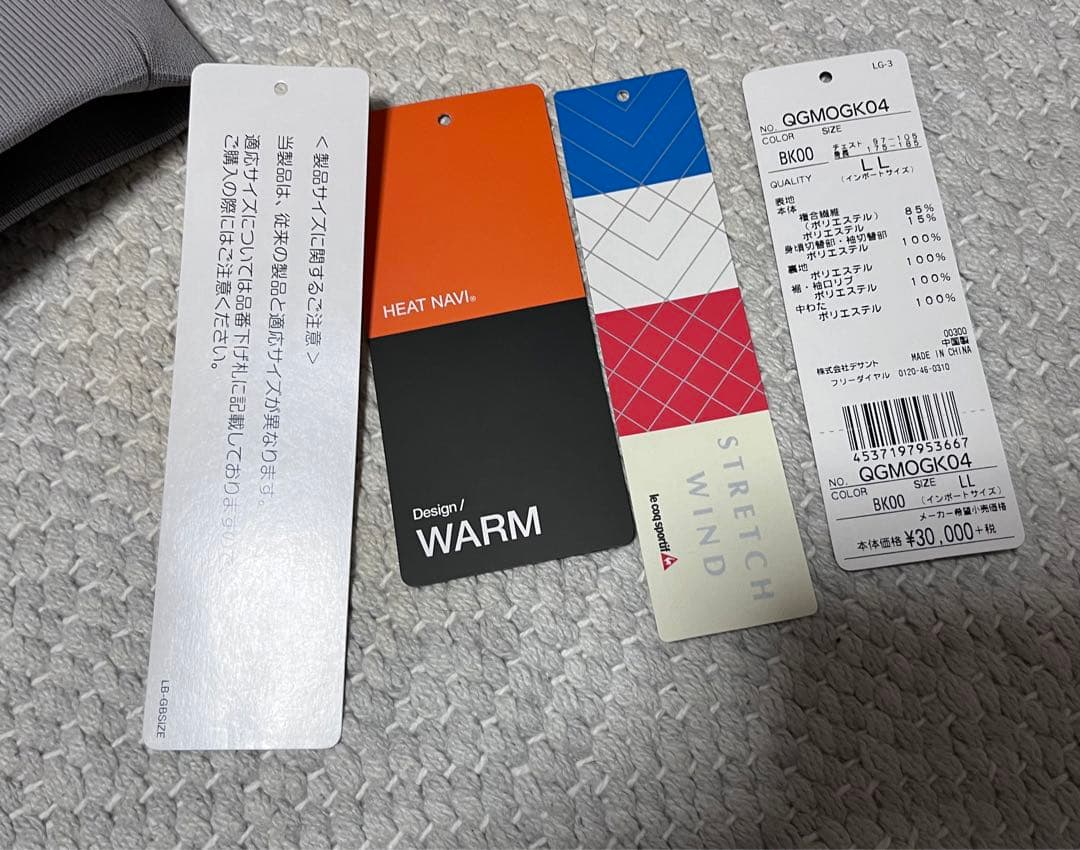 <製品サイズに関するご注意>
当製品は、従来の製品と適応サイズが異なります。
適応サイズについては品番下げ札に記載しております
ご購入の際にはご注意ください。
LB-GBSIZE
HEAT NAVI®
Design/
WARM
STRETCH
WIND
le coq sportif
LG-3
NO. QGMOGK04
COLOR SIZE
BK00 チェスト 97-105
身長 175-185
LL
QUALITY (インポートサイズ)
表地
本体
複合繊維 85%
(ポリエステル)
ポリエステル 15%
身頃切替部・袖切替部
ポリエステル 100%
裏地
ポリエステル 100%
裾・袖口リブ
ポリエステル 100%
中わた
ポリエステル 100%
00300
中国製
MADE IN CHINA
株式会社デサント
フリーダイヤル 0120-46-0310
4537197953667
NO. QGMOGK04
COLOR SIZE LL
BK00 (インポートサイズ)
メーカー希望小売価格
本体価格 ¥30,000+税